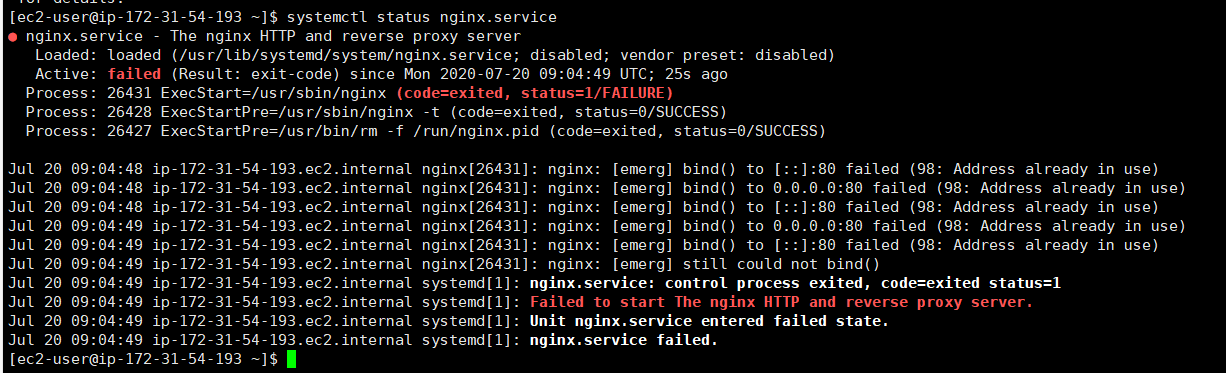 for details.
[ec2-user@ip-172-31-54-193 ~]$ systemctl status nginx.service
● nginx.service - The nginx HTTP and reverse proxy server
   Loaded: loaded (/usr/lib/systemd/system/nginx.service; disabled; vendor preset: disabled)
   Active: failed (Result: exit-code) since Mon 2020-07-20 09:04:49 UTC; 25s ago
  Process: 26431 ExecStart=/usr/sbin/nginx (code=exited, status=1/FAILURE)
  Process: 26428 ExecStartPre=/usr/sbin/nginx -t (code=exited, status=0/SUCCESS)
  Process: 26427 ExecStartPre=/usr/bin/rm -f /run/nginx.pid (code=exited, status=0/SUCCESS)

Jul 20 09:04:48 ip-172-31-54-193.ec2.internal nginx[26431]: nginx: [emerg] bind() to [::]:80 failed (98: Address already in use)
Jul 20 09:04:48 ip-172-31-54-193.ec2.internal nginx[26431]: nginx: [emerg] bind() to 0.0.0.0:80 failed (98: Address already in use)
Jul 20 09:04:48 ip-172-31-54-193.ec2.internal nginx[26431]: nginx: [emerg] bind() to [::]:80 failed (98: Address already in use)
Jul 20 09:04:49 ip-172-31-54-193.ec2.internal nginx[26431]: nginx: [emerg] bind() to 0.0.0.0:80 failed (98: Address already in use)
Jul 20 09:04:49 ip-172-31-54-193.ec2.internal nginx[26431]: nginx: [emerg] bind() to [::]:80 failed (98: Address already in use)
Jul 20 09:04:49 ip-172-31-54-193.ec2.internal nginx[26431]: nginx: [emerg] still could not bind()
Jul 20 09:04:49 ip-172-31-54-193.ec2.internal systemd[1]: nginx.service: control process exited, code=exited status=1
Jul 20 09:04:49 ip-172-31-54-193.ec2.internal systemd[1]: Failed to start The nginx HTTP and reverse proxy server.
Jul 20 09:04:49 ip-172-31-54-193.ec2.internal systemd[1]: Unit nginx.service entered failed state.
Jul 20 09:04:49 ip-172-31-54-193.ec2.internal systemd[1]: nginx.service failed.
[ec2-user@ip-172-31-54-193 ~]$